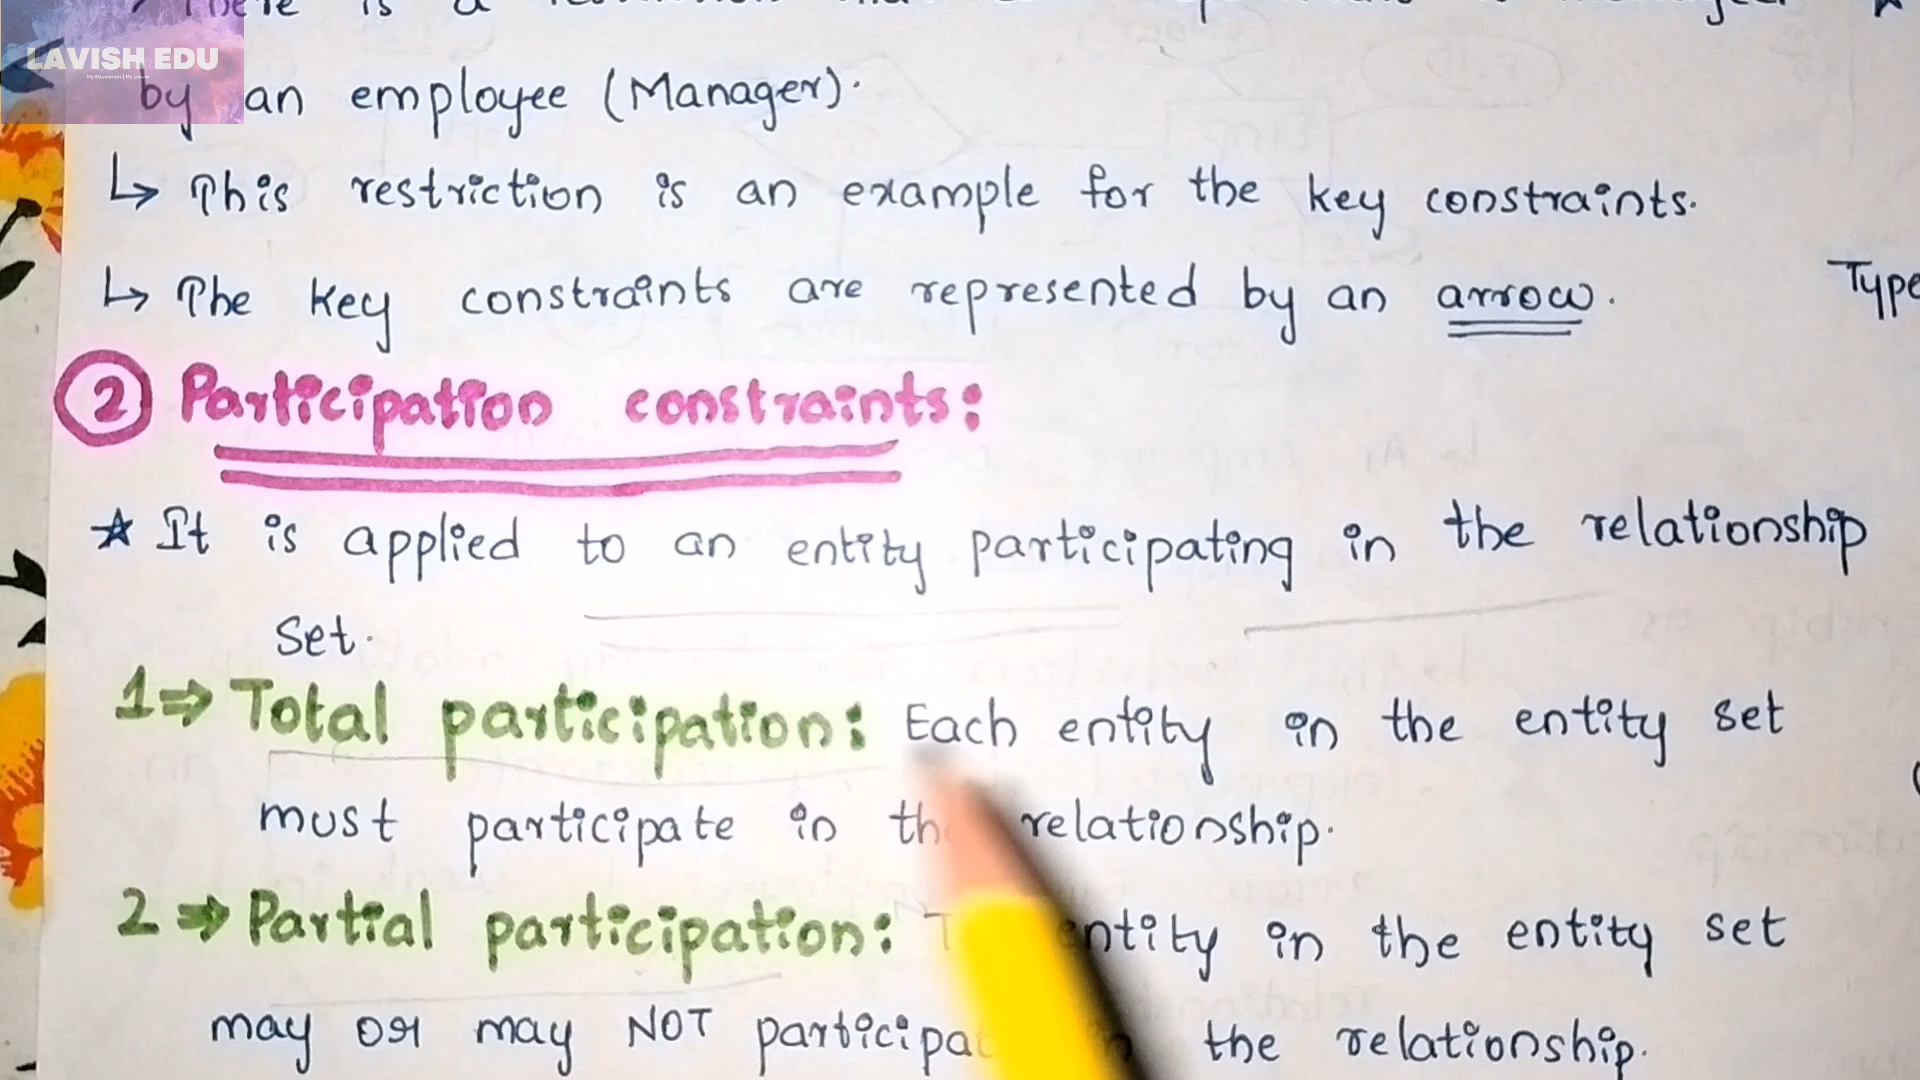 LAVISH EDU
There is a
by an employee (Manager).
↳ This restriction is an example for the key constraints.
↳ The key constraints are represented by an arrow.
Type
② Participation constraints:
★ It is applied to an entity participating in the relationship
set.
1⇒ Total participation: Each entity in the entity set
must participate in relationship.
2⇒ Partial participation: entity in the entity set
may or may NOT the relationship.